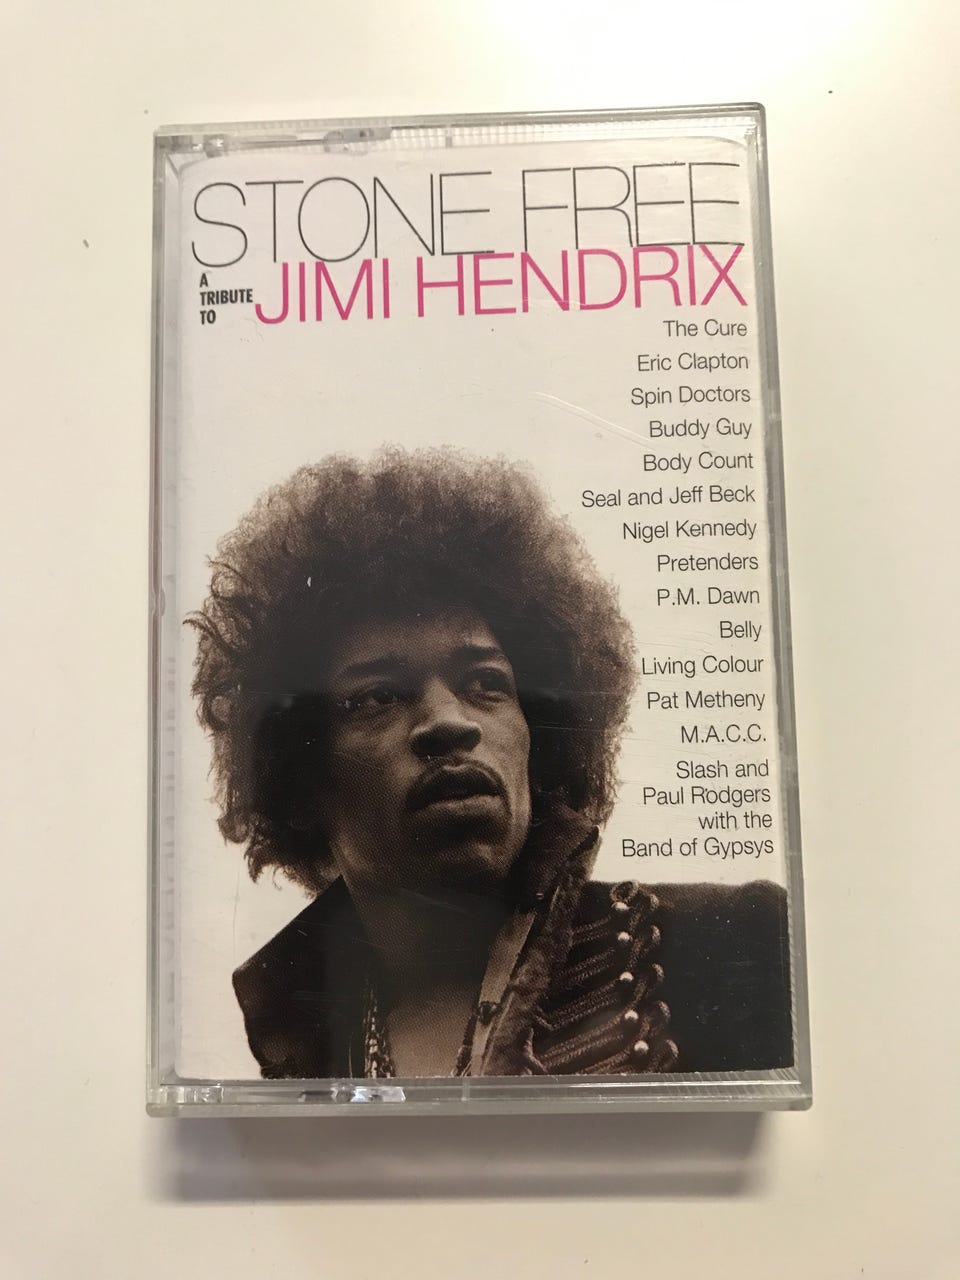 STONE FREE
A
TRIBUTE
TO
JIMI HENDRIX
The Cure
Eric Clapton
Spin Doctors
Buddy Guy
Body Count
Seal and Jeff Beck
Nigel Kennedy
Pretenders
P.M. Dawn
Belly
Living Colour
Pat Metheny
M.A.C.C.
Slash and
Paul Rodgers
with the
Band of Gypsys